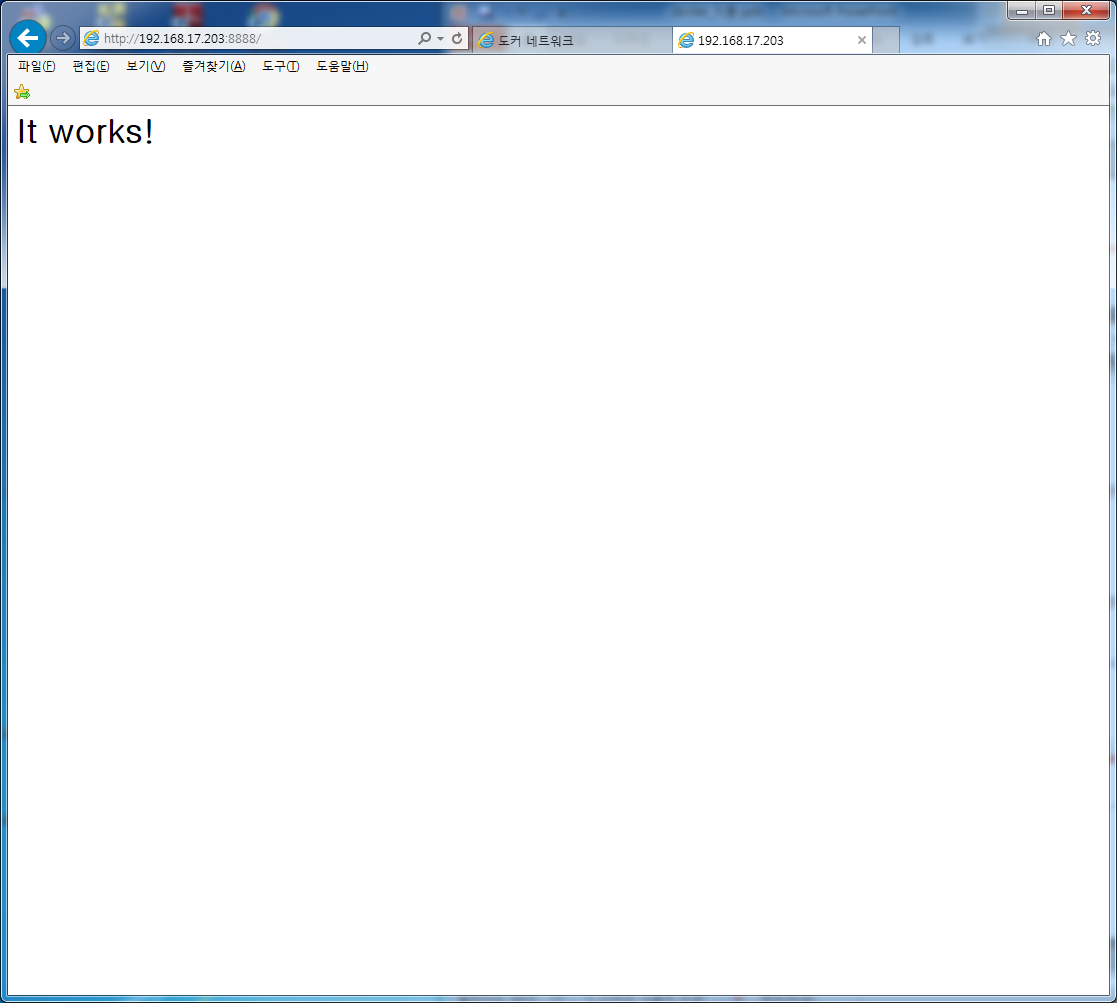 http://192.168.17.203:8888/
도커 네트워크
192.168.17.203
파일(F) 편집(E) 보기(V) 즐겨찾기(A) 도구(T) 도움말(H)
It works!